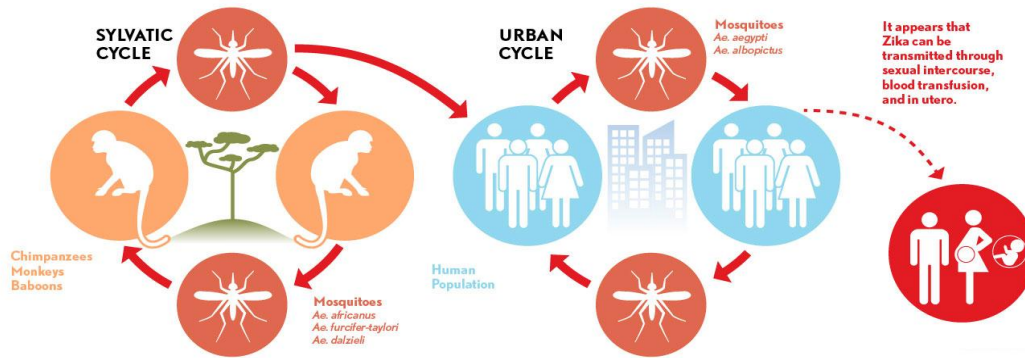 SYLVATIC
CYCLE
Chimpanzees
Monkeys
Baboons
Mosquitoes
Ae. africanus
Ae. furcifer-taylori
Ae. dalzieli
URBAN
CYCLE
Mosquitoes
Ae. aegypti
Ae. albopictus
Human
Population
It appears that
Zika can be
transmitted through
sexual intercourse,
blood transfusion,
and in utero.